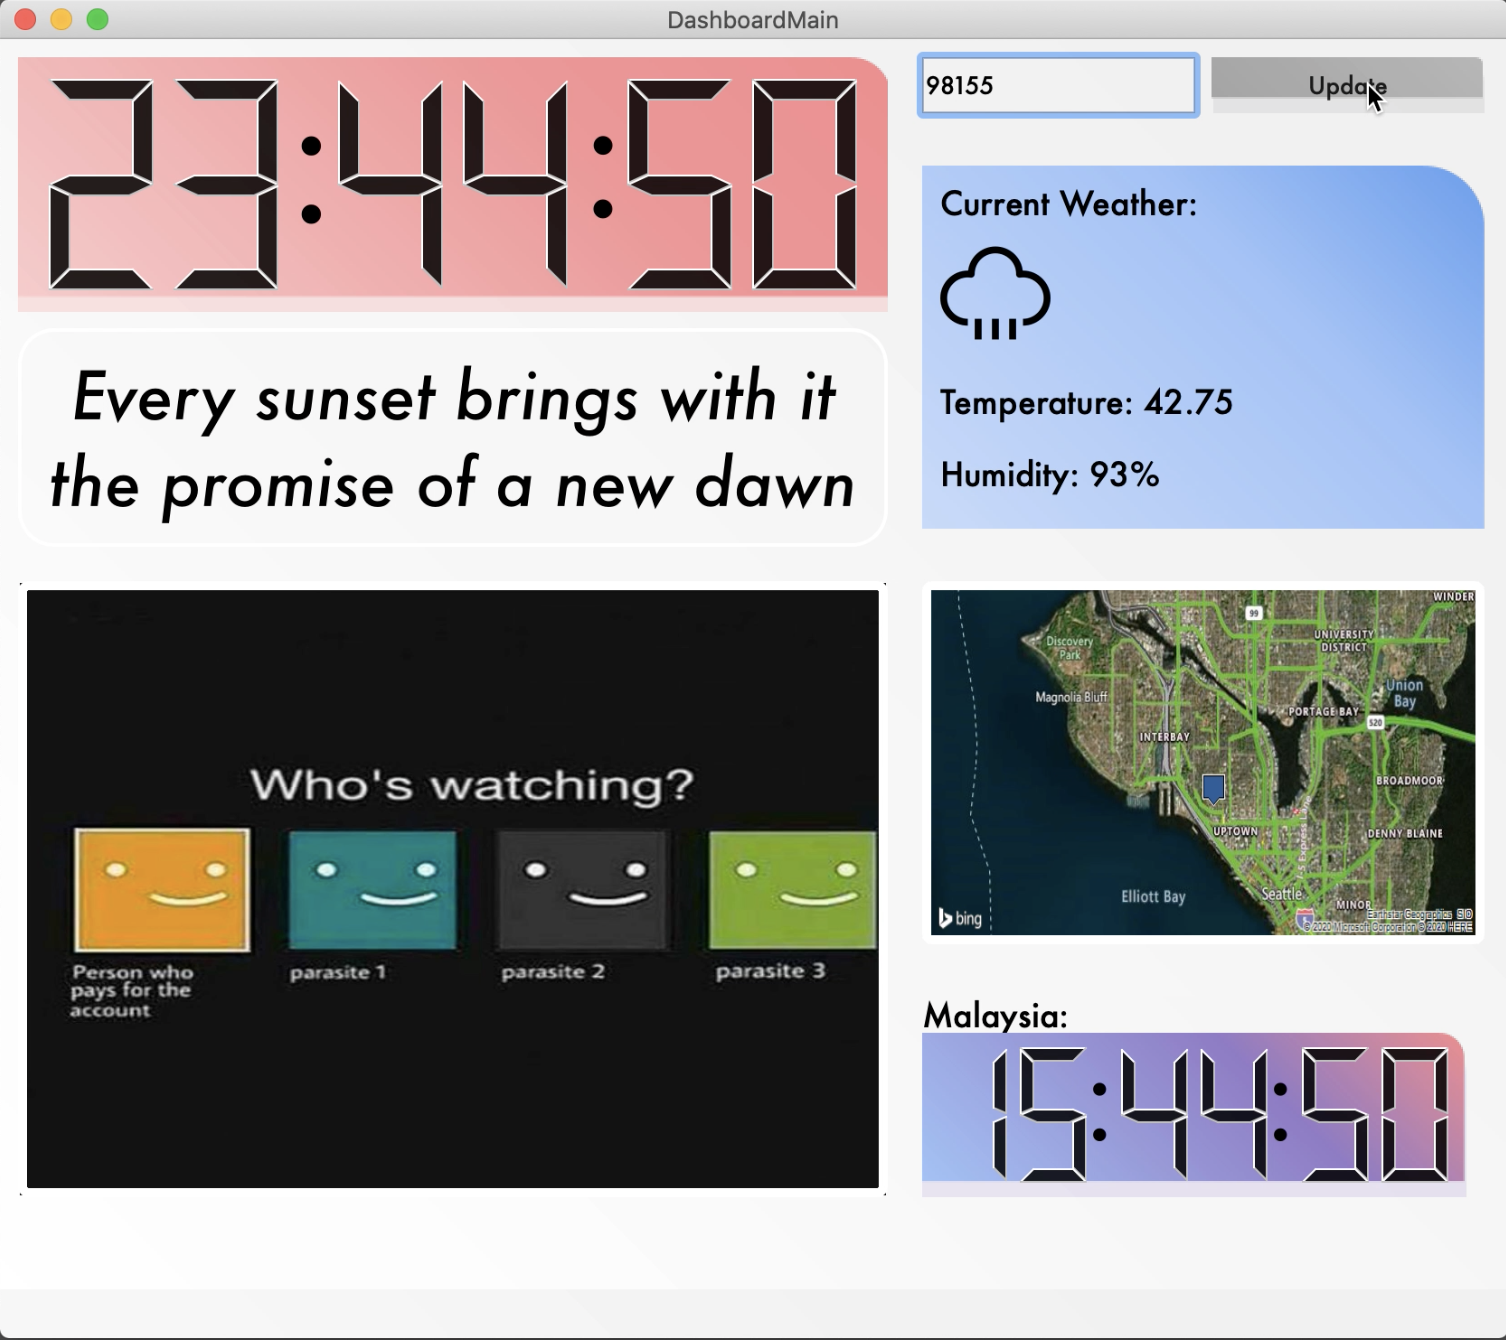 DashboardMain
23:44:50
98155
Update
Current Weather:
Temperature: 42.75
Humidity: 93%
Every sunset brings with it
the promise of a new dawn
Who's watching?
Person who
pays for the
account
parasite 1
parasite 2
parasite 3
WINDER
99
UNIVERSITY
DISTRICT
Discovery
Park
Union
Bay
Magnolia Bluff
PORTAGE BAY
520
INTERBAY
BROADMOOR
UPTOWN
DENNY BLAINE
I-5 Express Lane
Elliott Bay
Seattle
MINOR
bing
Earthstar Geographics SIO
© 2020 Microsoft Corporation © 2020 HERE
Malaysia:
15:44:50